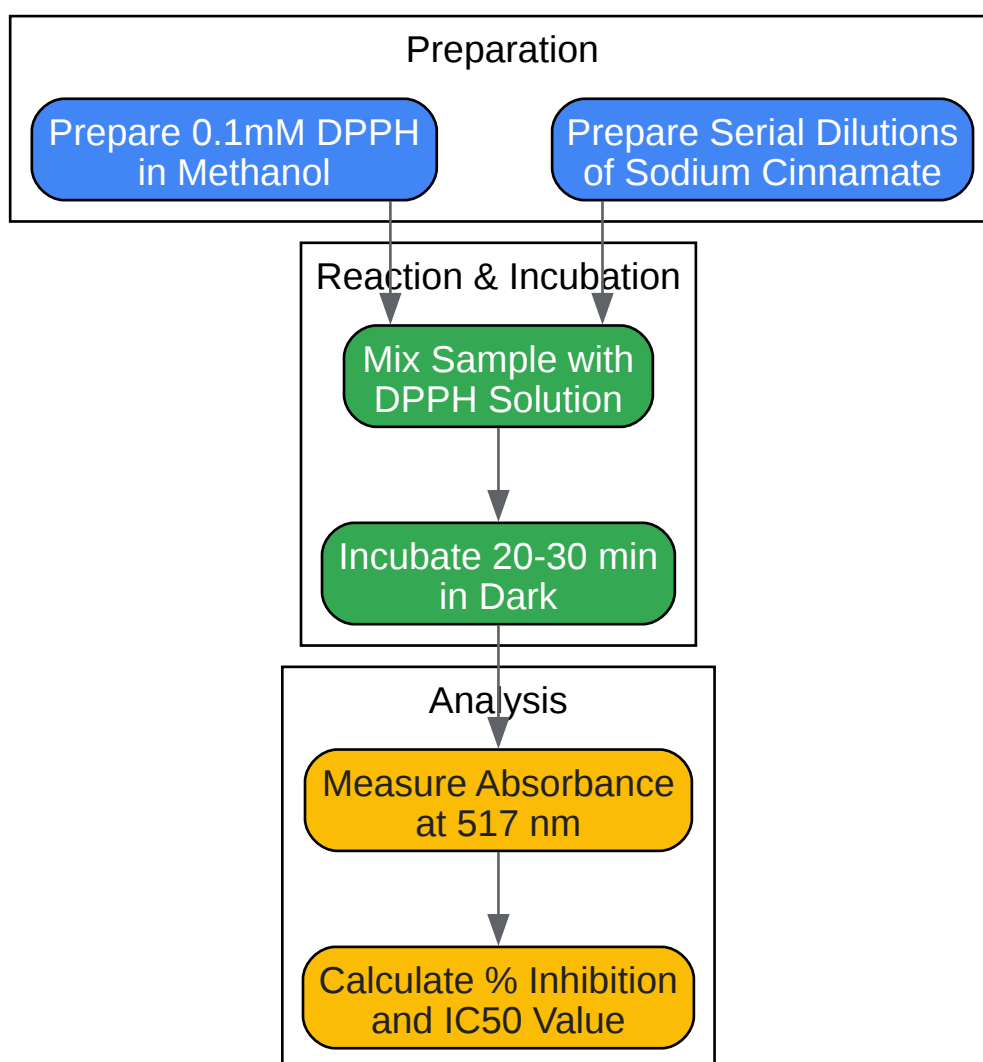 Preparation
Prepare 0.1mM DPPH
in Methanol
Prepare Serial Dilutions
of Sodium Cinnamate
Reaction & Incubation
Mix Sample with
DPPH Solution
Incubate 20-30 min
in Dark
Analysis
Measure Absorbance
at 517 nm
Calculate % Inhibition
and IC50 Value